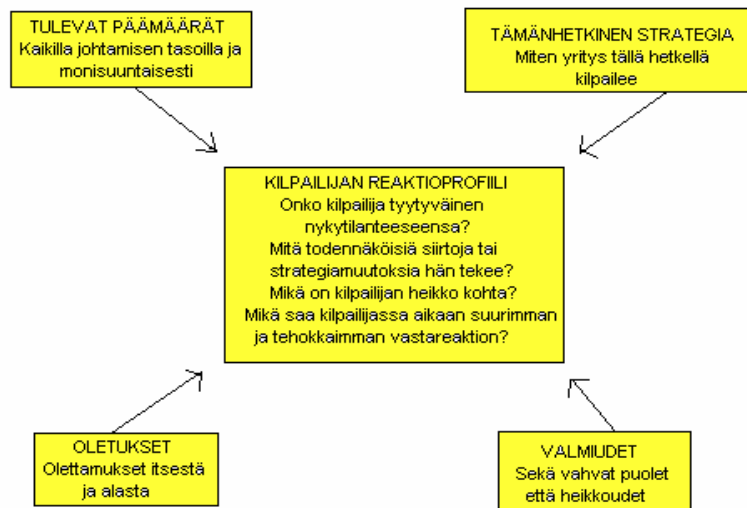 TULEVAT PÄÄMÄÄRÄT
Kaikilla johtamisen tasoilla ja
monisuuntaisesti
TÄMÄNHETKINEN STRATEGIA
Miten yritys tällä hetkellä
kilpailee
KILPAILIJAN REAKTIOPROFIILI
Onko kilpailija tyytyväinen
nykytilanteeseensa?
Mitä todennäköisiä siirtoja tai
strategiamuutoksia hän tekee?
Mikä on kilpailijan heikko kohta?
Mikä saa kilpailijassa aikaan suurimman
ja tehokkaimman vastareaktion?
OLETUKSET
Olettamukset itsestä
ja alasta
VALMIUDET
Sekä vahvat puolet
että heikkoudet